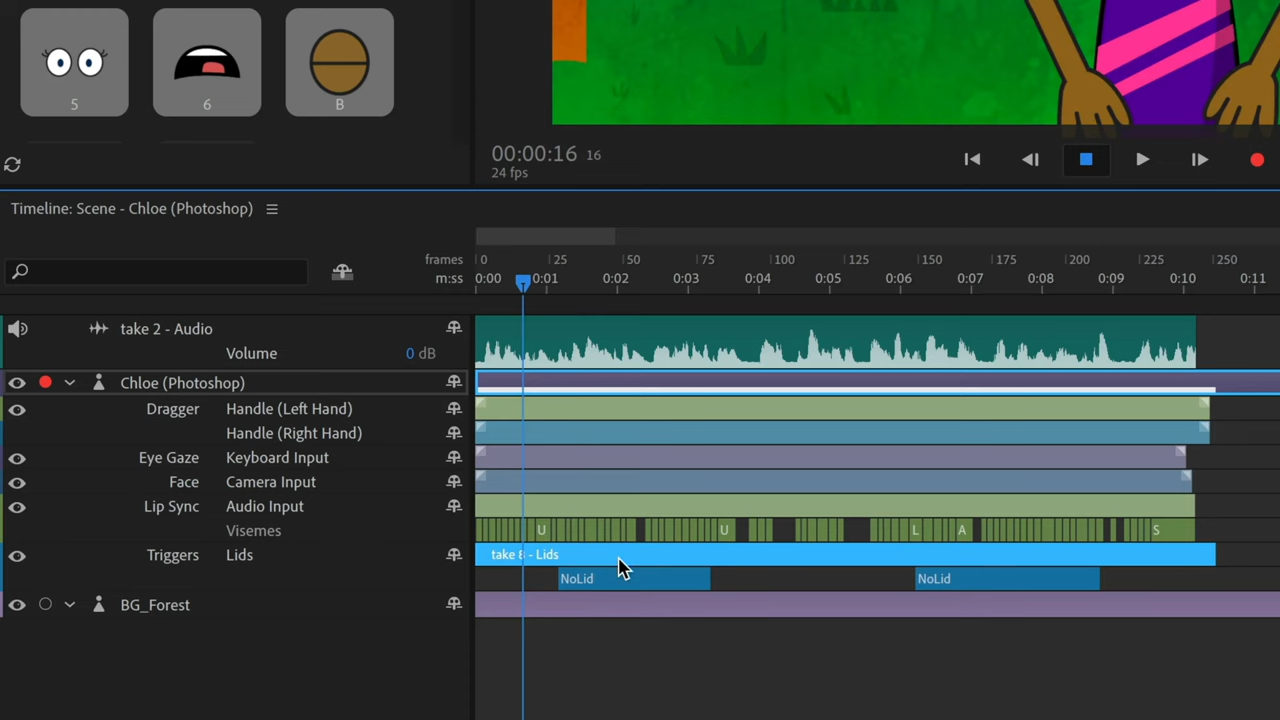 5 6 B
00:00:16 16
24 fps
Timeline: Scene - Chloe (Photoshop)
frames 0 25 50 75 100 125 150 175 200 225 250
m:ss 0:00 0:01 0:02 0:03 0:04 0:05 0:06 0:07 0:08 0:09 0:10 0:11
take 2 - Audio
Volume 0 dB
Chloe (Photoshop)
Dragger Handle (Left Hand)
Handle (Right Hand)
Eye Gaze Keyboard Input
Face Camera Input
Lip Sync Audio Input
Visemes U U L A S
Triggers Lids take 8 - Lids
NoLid NoLid
BG_Forest